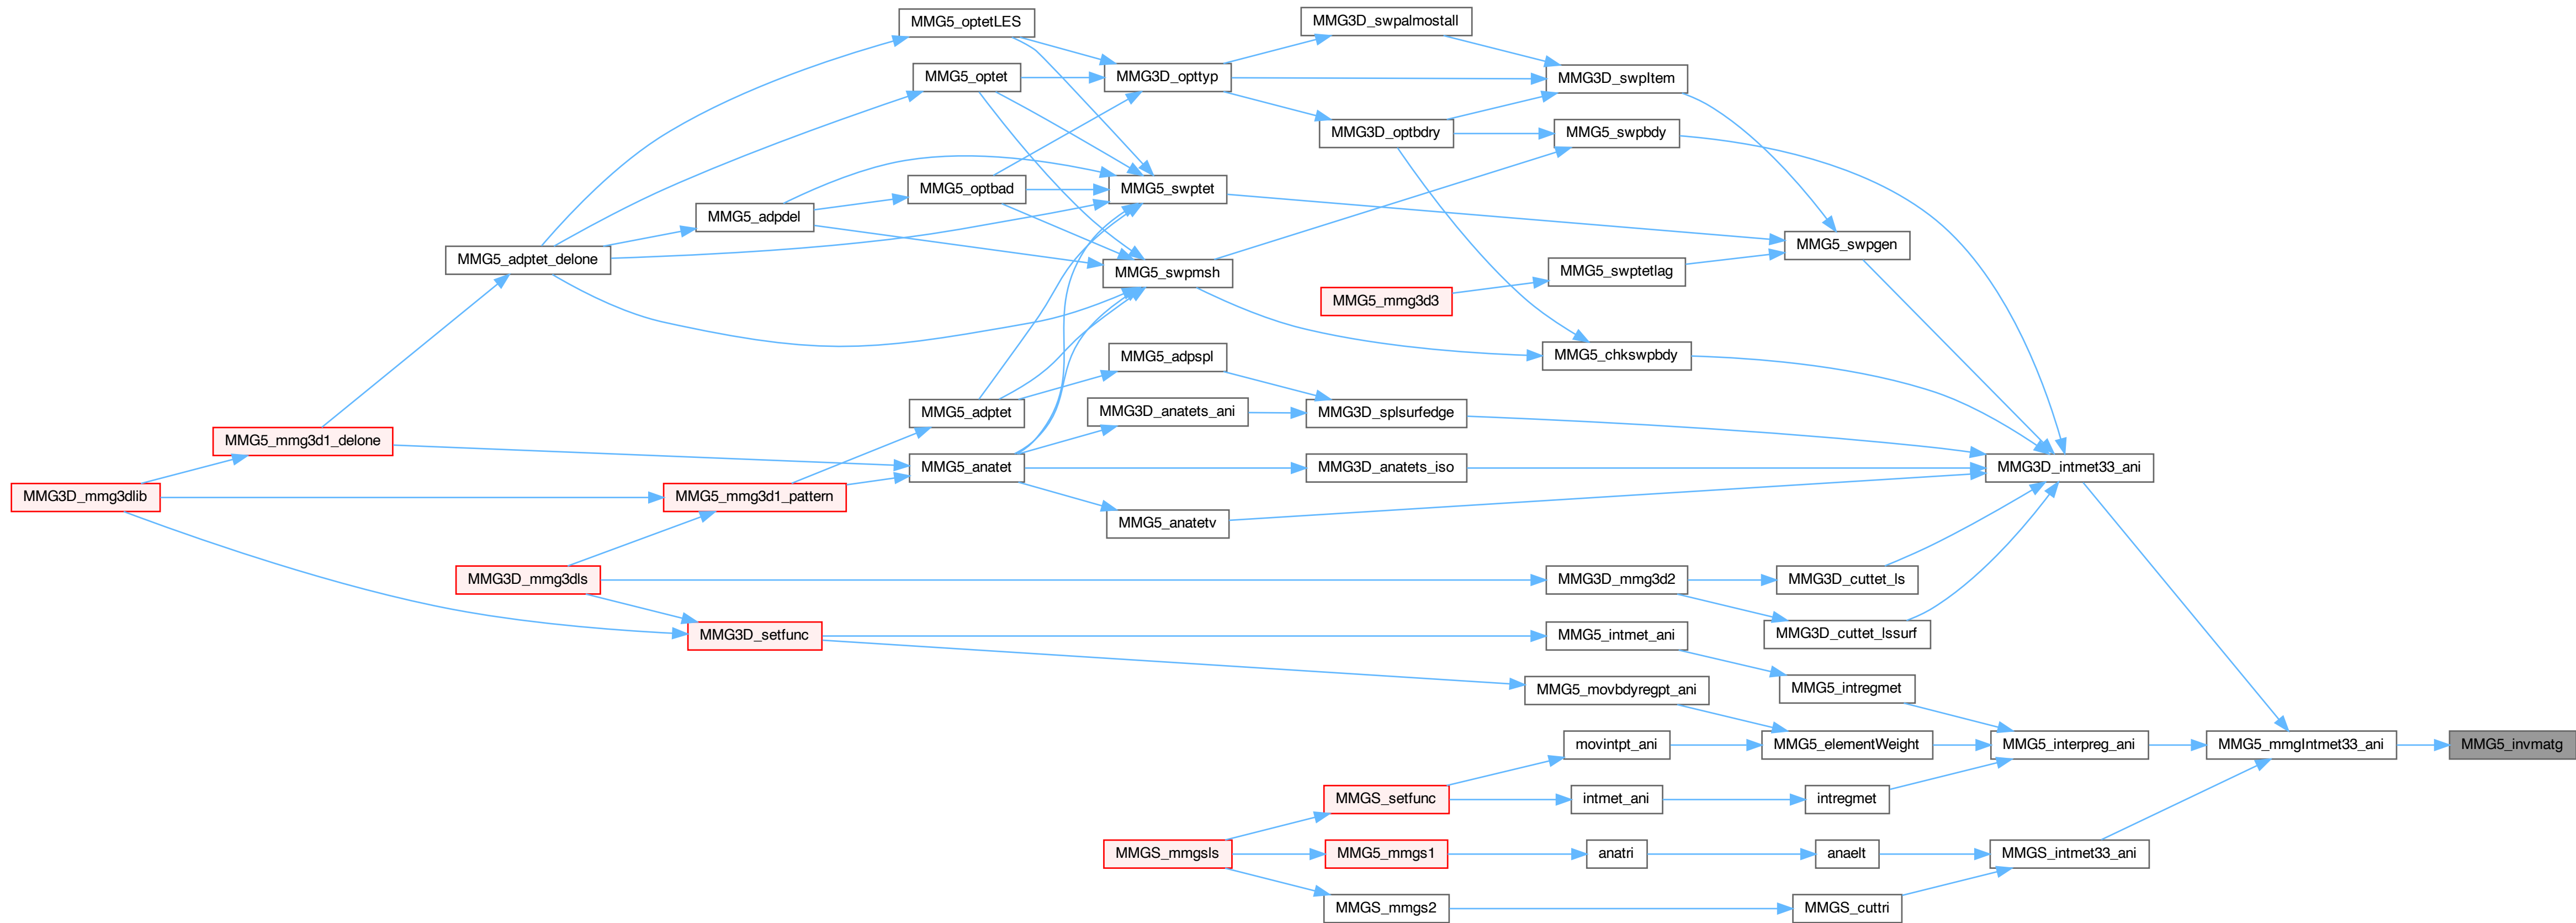 MMG5_optetLES
MMG3D_swpalmostall
MMG5_optet
MMG3D_opttyp
MMG3D_swpItem
MMG3D_optbdry
MMG5_swpbdy
MMG5_optbad
MMG5_swptet
MMG5_adpdel
MMG5_adptet_delone
MMG5_swpmsh
MMG5_swpgen
MMG5_swptetlag
MMG5_mmg3d3
MMG5_chkswpbdy
MMG5_adpspl
MMG5_adptet
MMG3D_anatets_ani
MMG3D_splsurfedge
MMG5_mmg3d1_delone
MMG5_anatet
MMG3D_anatets_iso
MMG3D_intmet33_ani
MMG3D_mmg3dlib
MMG5_mmg3d1_pattern
MMG5_anatetv
MMG3D_mmg3dls
MMG3D_mmg3d2
MMG3D_cuttet_ls
MMG3D_setfunc
MMG5_intmet_ani
MMG3D_cuttet_lssurf
MMG5_movbdyregpt_ani
MMG5_intregmet
movintpt_ani
MMG5_elementWeight
MMG5_interpreg_ani
MMG5_mmgIntmet33_ani
MMG5_invmatg
MMGS_setfunc
intmet_ani
intregmet
MMGS_mmgsls
MMG5_mmgs1
anatri
anaelt
MMGS_intmet33_ani
MMGS_mmgs2
MMGS_cuttri